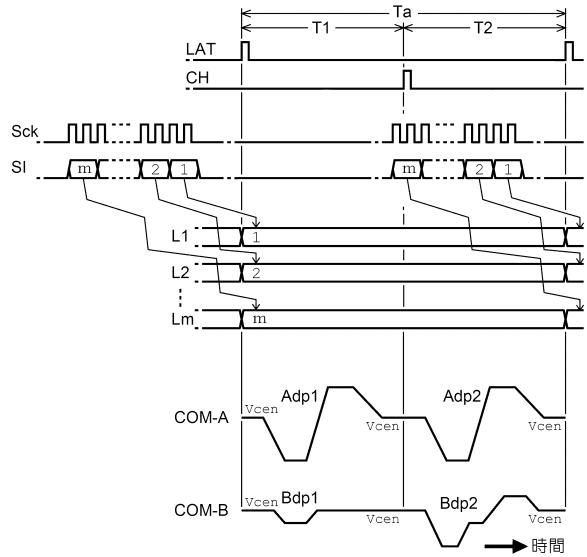 Ta
T1 T2
LAT
CH
Sck
SI m 2 1 m 2 1
L1 1
L2 2
Lm m
Adp1 Adp2
Vcen
COM-A
Vcen
Vcen
Bdp1 Bdp2
Vcen
COM-B
Vcen
Vcen
時間